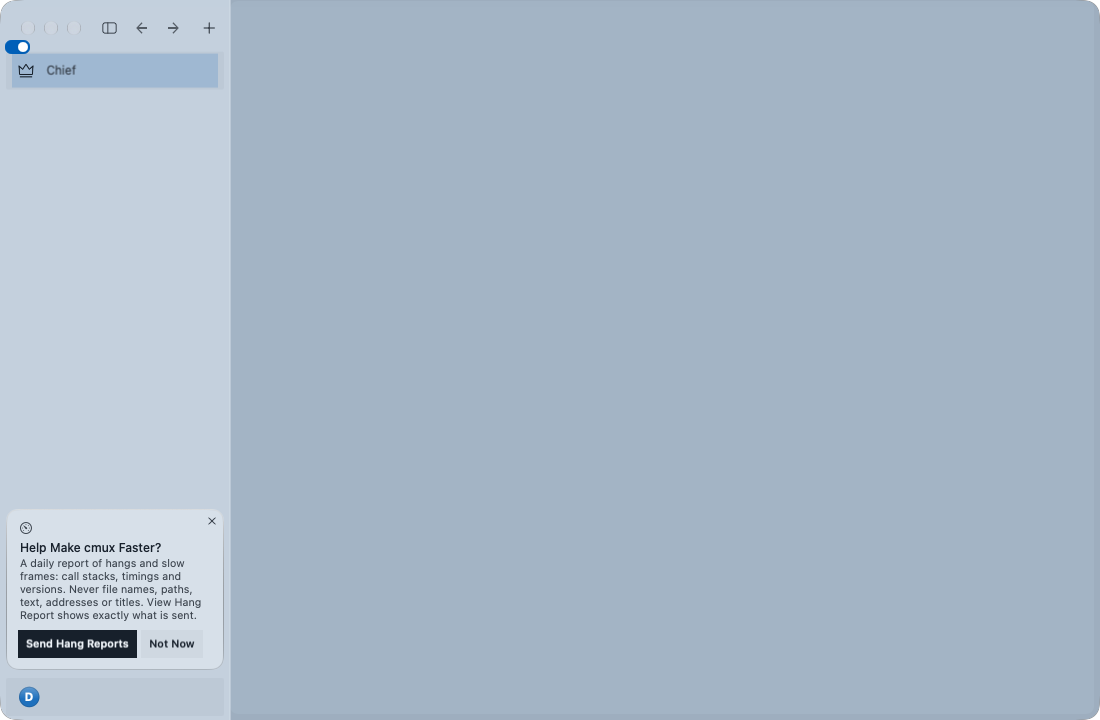 Chief
Help Make cmux Faster?
A daily report of hangs and slow
frames: call stacks, timings and
versions. Never file names, paths,
text, addresses or titles. View Hang
Report shows exactly what is sent.
Send Hang Reports
Not Now
D